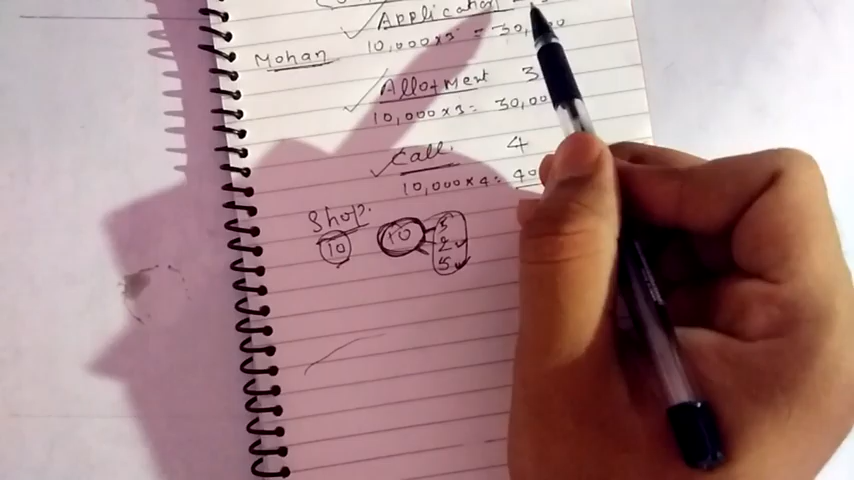 Application
10,000×3 = 30,000
Mohan
Allotment 3
10,000×3= 30,00
Call. 4
10,000×4= 40
Shop.
10 10 3
2
5